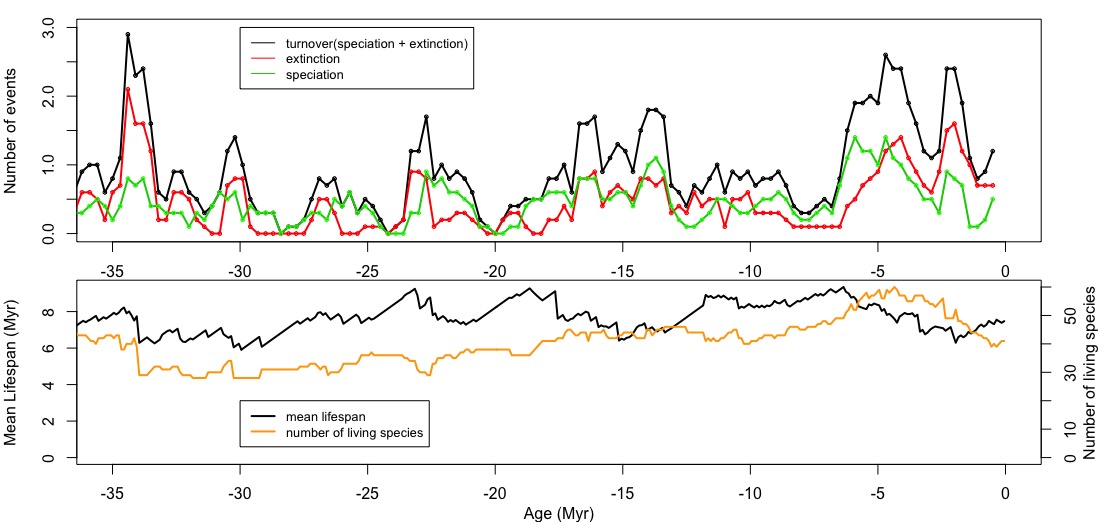 Number of events
3.0
2.0
1.0
0.0
turnover(speciation + extinction)
extinction
speciation
-35 -30 -25 -20 -15 -10 -5 0
Mean Lifespan (Myr)
8
6
4
2
0
mean lifespan
number of living species
50
30
10
0
Number of living species
-35 -30 -25 -20 -15 -10 -5 0
Age (Myr)